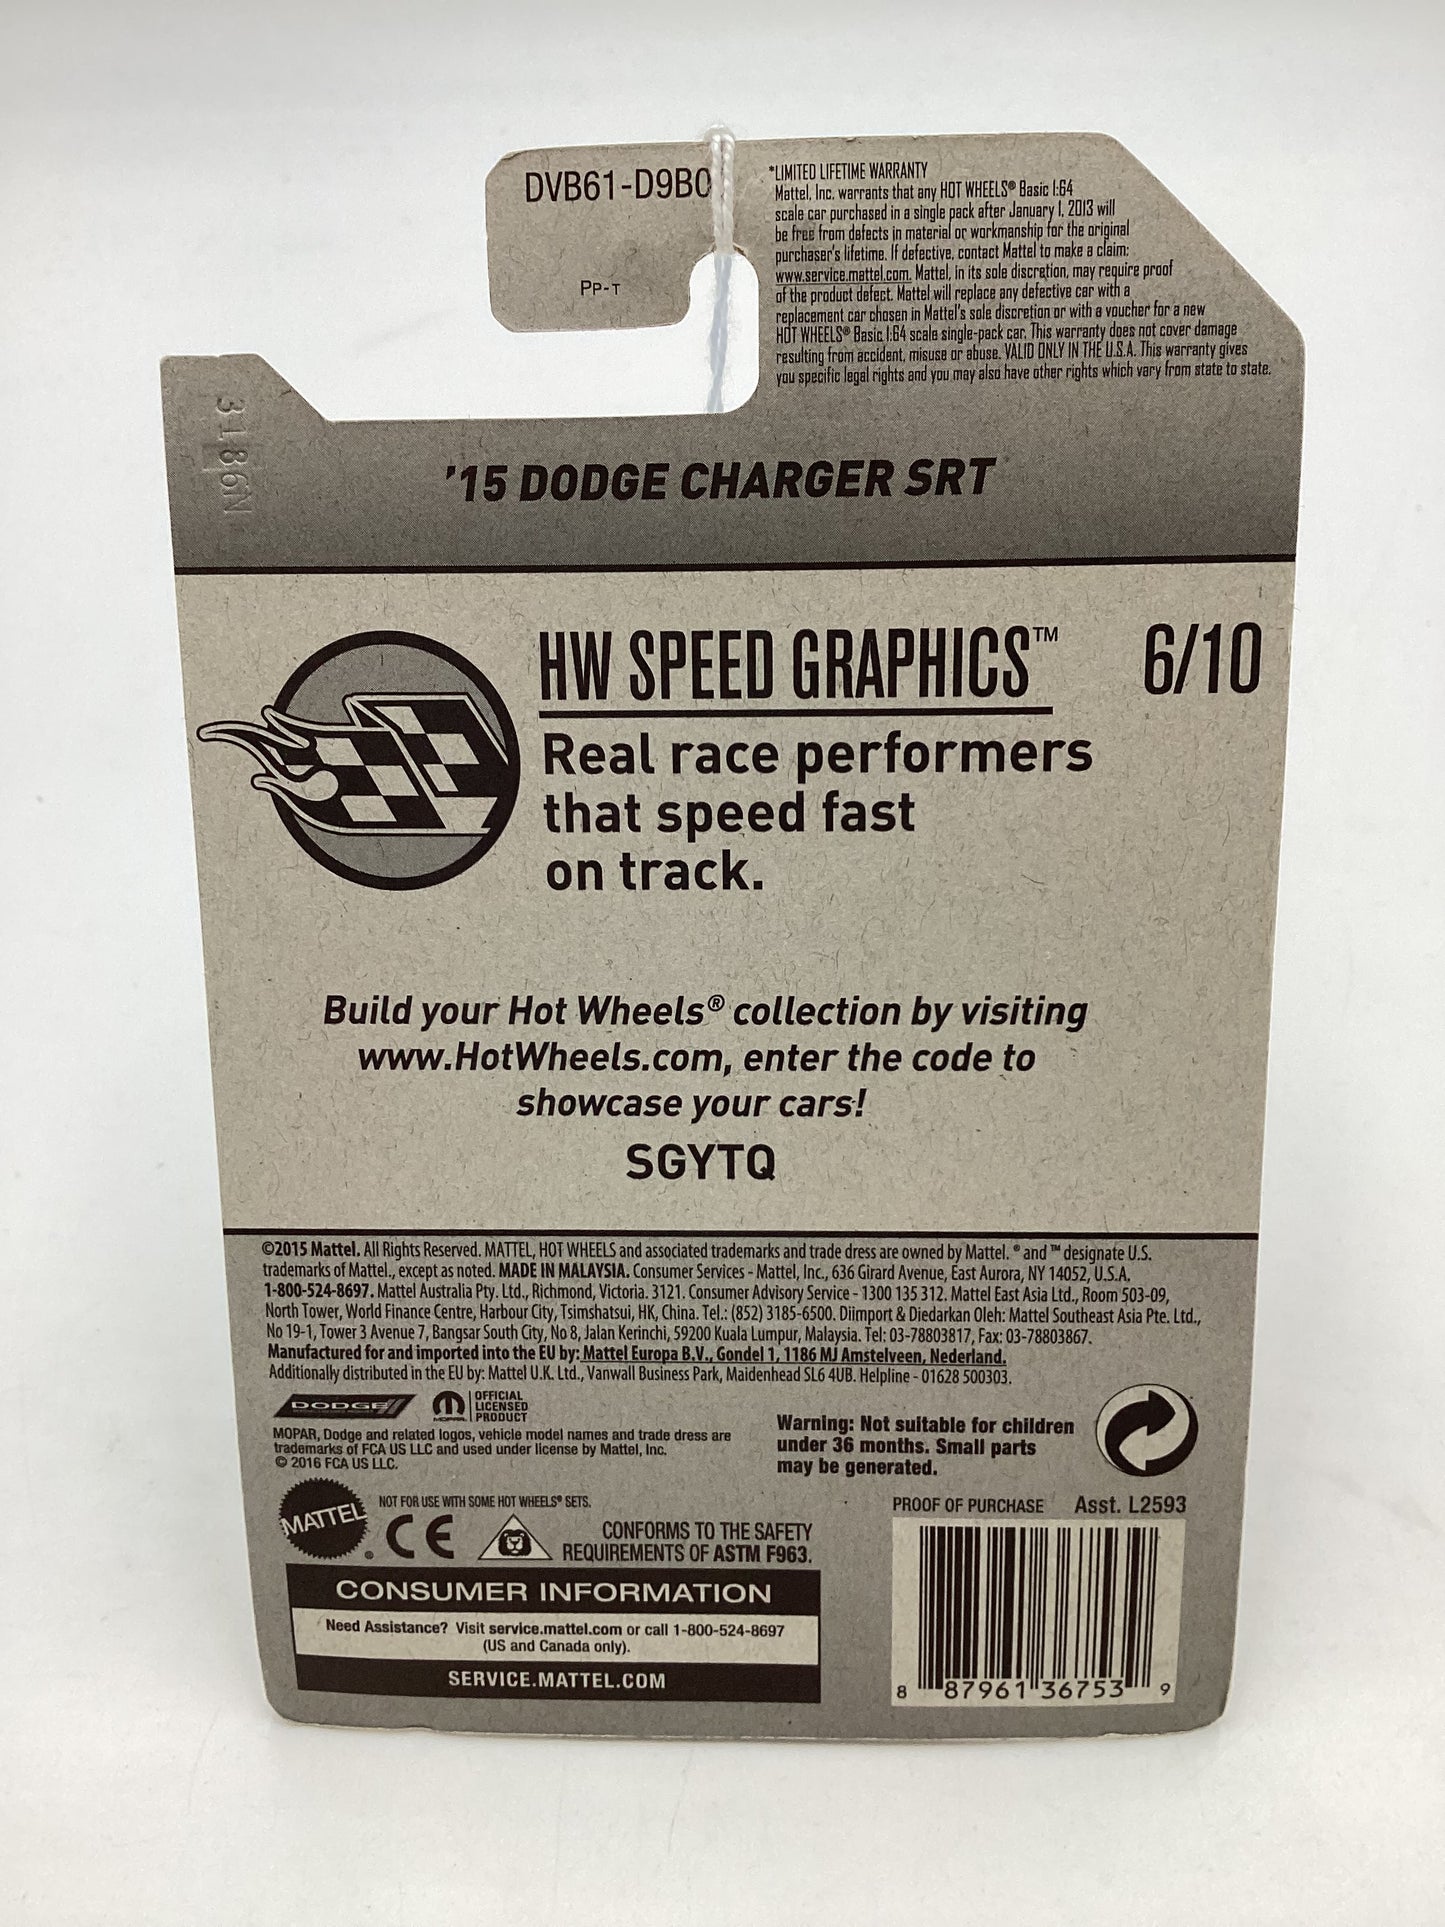 DVB61-D9B0
PP-T
*LIMITED LIFETIME WARRANTY
Mattel, Inc. warrants that any HOT WHEELS® Basic 1:64
scale car purchased in a single pack after January 1, 2013 will
be free from defects in material or workmanship for the original
purchaser's lifetime. If defective, contact Mattel to make a claim:
www.service.mattel.com. Mattel, in its sole discretion, may require proof
of the product defect. Mattel will replace any defective car with a
replacement car chosen in Mattel's sole discretion or with a voucher for a new
HOT WHEELS® Basic 1:64 scale single-pack car. This warranty does not cover damage
resulting from accident, misuse or abuse. VALID ONLY IN THE U.S.A. This warranty gives
you specific legal rights and you may also have other rights which vary from state to state.
3186N
'15 DODGE CHARGER SRT
HW SPEED GRAPHICS™ 6/10
Real race performers
that speed fast
on track.
Build your Hot Wheels® collection by visiting
www.HotWheels.com, enter the code to
showcase your cars!
SGYTQ
©2015 Mattel. All Rights Reserved. MATTEL, HOT WHEELS and associated trademarks and trade dress are owned by Mattel. ® and ™ designate U.S.
trademarks of Mattel., except as noted. MADE IN MALAYSIA. Consumer Services - Mattel, Inc., 636 Girard Avenue, East Aurora, NY 14052, U.S.A.
1-800-524-8697. Mattel Australia Pty. Ltd., Richmond, Victoria. 3121. Consumer Advisory Service - 1300 135 312. Mattel East Asia Ltd., Room 503-09,
North Tower, World Finance Centre, Harbour City, Tsimshatsui, HK, China. Tel.: (852) 3185-6500. Diimport & Diedarkan Oleh: Mattel Southeast Asia Pte. Ltd.,
No 19-1, Tower 3 Avenue 7, Bangsar South City, No 8, Jalan Kerinchi, 59200 Kuala Lumpur, Malaysia. Tel: 03-78803817, Fax: 03-78803867.
Manufactured for and imported into the EU by: Mattel Europa B.V., Gondel 1, 1186 MJ Amstelveen, Nederland.
Additionally distributed in the EU by: Mattel U.K. Ltd., Vanwall Business Park, Maidenhead SL6 4UB. Helpline - 01628 500303.
DODGE
MOPAR
OFFICIAL
LICENSED
PRODUCT
MOPAR, Dodge and related logos, vehicle model names and trade dress are
trademarks of FCA US LLC and used under license by Mattel, Inc.
© 2016 FCA US LLC.
Warning: Not suitable for children
under 36 months. Small parts
may be generated.
MATTEL®
NOT FOR USE WITH SOME HOT WHEELS® SETS.
CE
CONFORMS TO THE SAFETY
REQUIREMENTS OF ASTM F963.
PROOF OF PURCHASE Asst. L2593
CONSUMER INFORMATION
Need Assistance? Visit service.mattel.com or call 1-800-524-8697
(US and Canada only).
SERVICE.MATTEL.COM
8 87961 36753 9